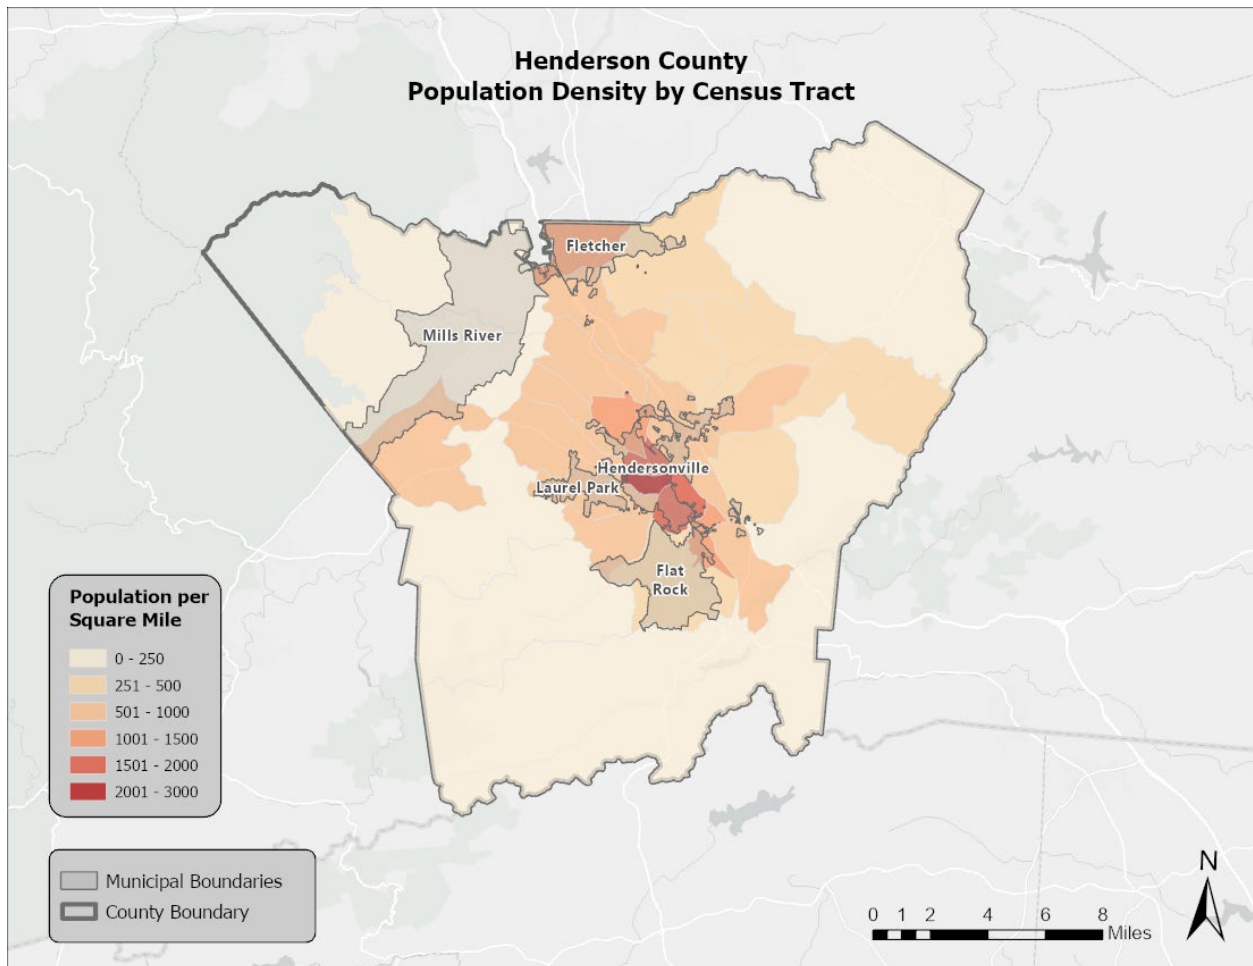 Henderson County
Population Density by Census Tract
Fletcher
Mills River
Hendersonville
Laurel Park
Flat
Rock
Population per
Square Mile
0 - 250
251 - 500
501 - 1000
1001 - 1500
1501 - 2000
2001 - 3000
Municipal Boundaries
County Boundary
N
0 1 2 4 6 8
Miles